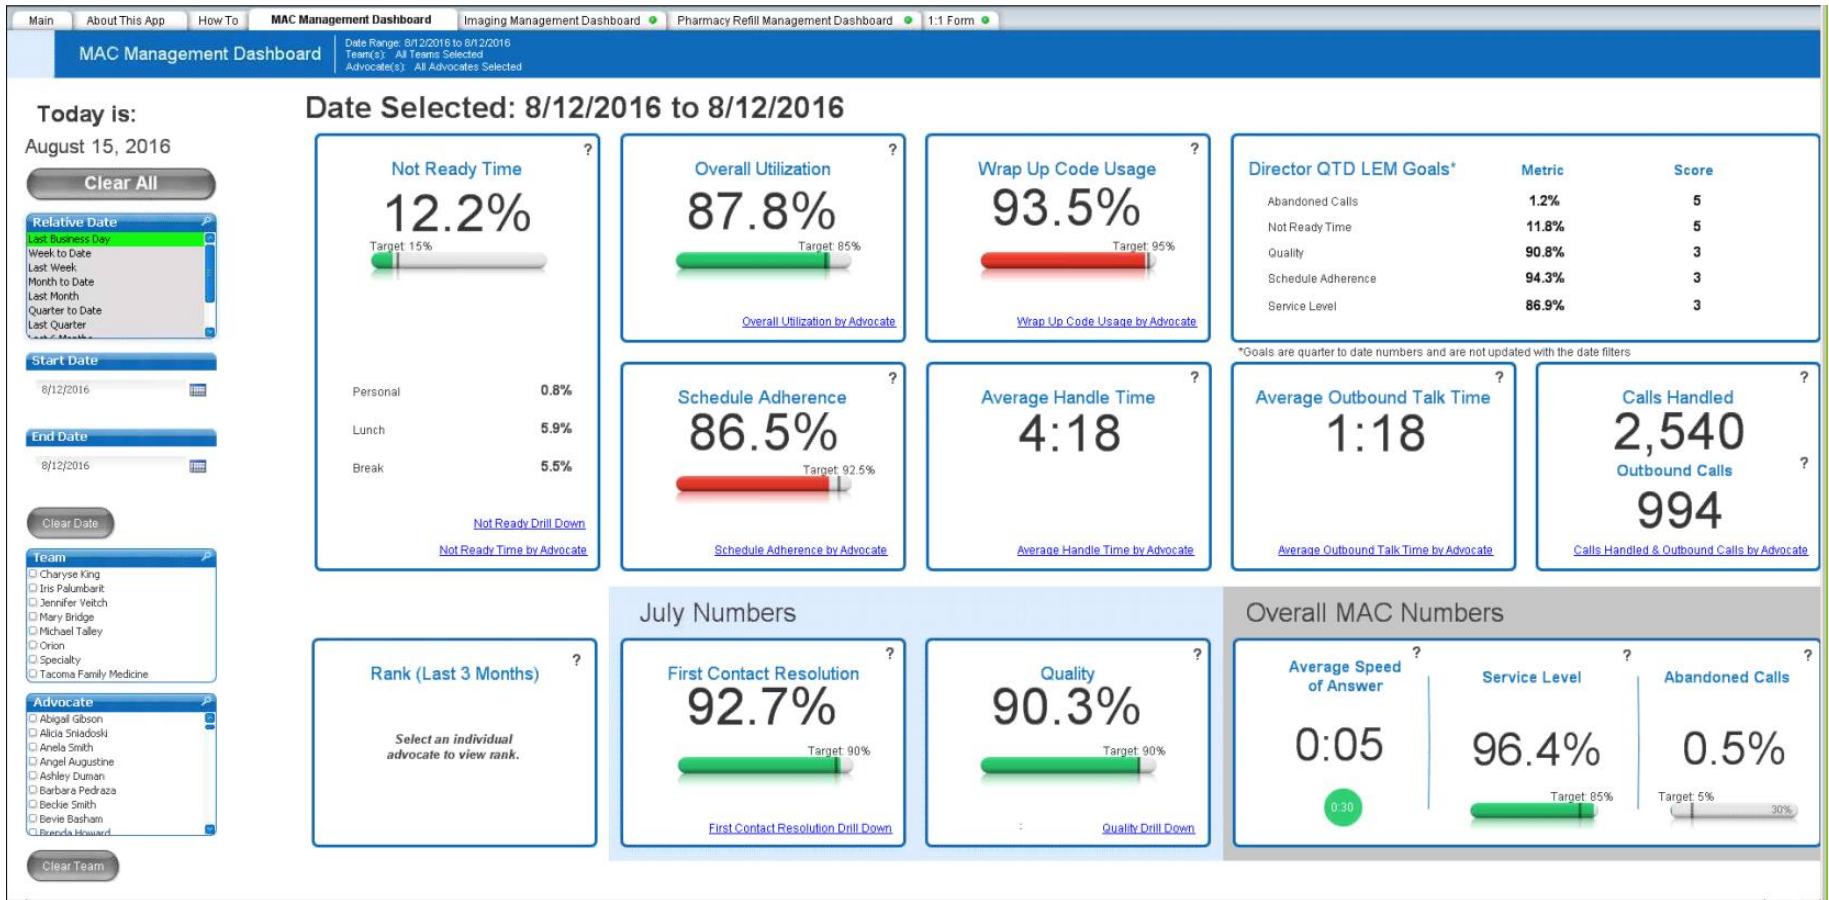 Main
About This App
How To
MAC Management Dashboard
Imaging Management Dashboard
Pharmacy Refill Management Dashboard
1:1 Form
MAC Management Dashboard
Date Range: 8/12/2016 to 8/12/2016
Team(s): All Teams Selected
Advocate(s): All Advocates Selected
Today is:
August 15, 2016
Clear All
Relative Date
Last Business Day
Week to Date
Last Week
Month to Date
Last Month
Quarter to Date
Last Quarter
Start Date
8/12/2016
End Date
8/12/2016
Clear Date
Team
Charyse King
Iris Palumbarit
Jennifer Veitch
Mary Bridge
Michael Talley
Orion
Specialty
Tacoma Family Medicine
Advocate
Abigail Gibson
Alicia Sniadoski
Anela Smith
Angel Augustine
Ashley Duman
Barbara Pedraza
Beckie Smith
Bevie Basham
Brenda Howard
Clear Team
Date Selected: 8/12/2016 to 8/12/2016
?
Not Ready Time
12.2%
Target: 15%
Personal 0.8%
Lunch 5.9%
Break 5.5%
Not Ready Drill Down
Not Ready Time by Advocate
?
Overall Utilization
87.8%
Target: 85%
Overall Utilization by Advocate
?
Wrap Up Code Usage
93.5%
Target: 95%
Wrap Up Code Usage by Advocate
Director QTD LEM Goals* Metric Score
Abandoned Calls 1.2% 5
Not Ready Time 11.8% 5
Quality 90.8% 3
Schedule Adherence 94.3% 3
Service Level 86.9% 3
*Goals are quarter to date numbers and are not updated with the date filters
?
Schedule Adherence
86.5%
Target: 92.5%
Schedule Adherence by Advocate
?
Average Handle Time
4:18
Average Handle Time by Advocate
?
Average Outbound Talk Time
1:18
Average Outbound Talk Time by Advocate
?
Calls Handled
2,540
?
Outbound Calls
994
Calls Handled & Outbound Calls by Advocate
?
Rank (Last 3 Months)
Select an individual
advocate to view rank.
July Numbers
?
First Contact Resolution
92.7%
Target: 90%
First Contact Resolution Drill Down
?
Quality
90.3%
Target: 90%
:
Quality Drill Down
Overall MAC Numbers
?
Average Speed
of Answer
0:05
0:30
?
Service Level
96.4%
Target: 85%
?
Abandoned Calls
0.5%
Target: 5%
30%